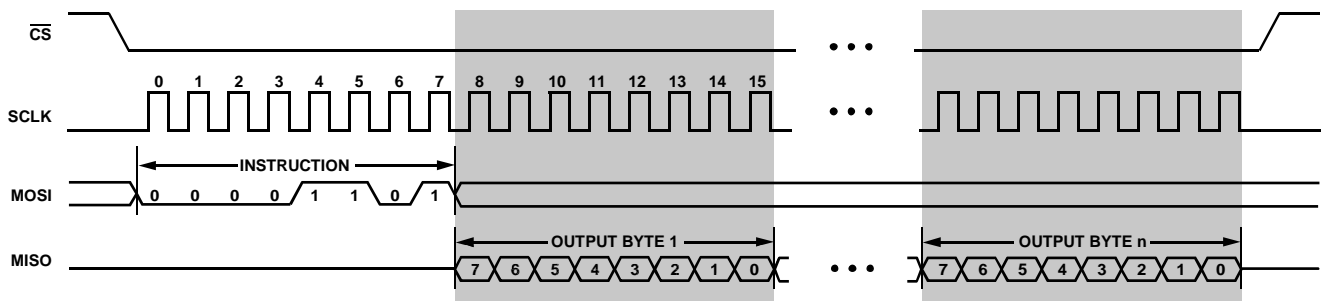 CS
0 1 2 3 4 5 6 7 8 9 10 11 12 13 14 15
SCLK
INSTRUCTION
MOSI 0 0 0 0 1 1 0 1
OUTPUT BYTE 1 OUTPUT BYTE n
MISO 7 6 5 4 3 2 1 0 7 6 5 4 3 2 1 0